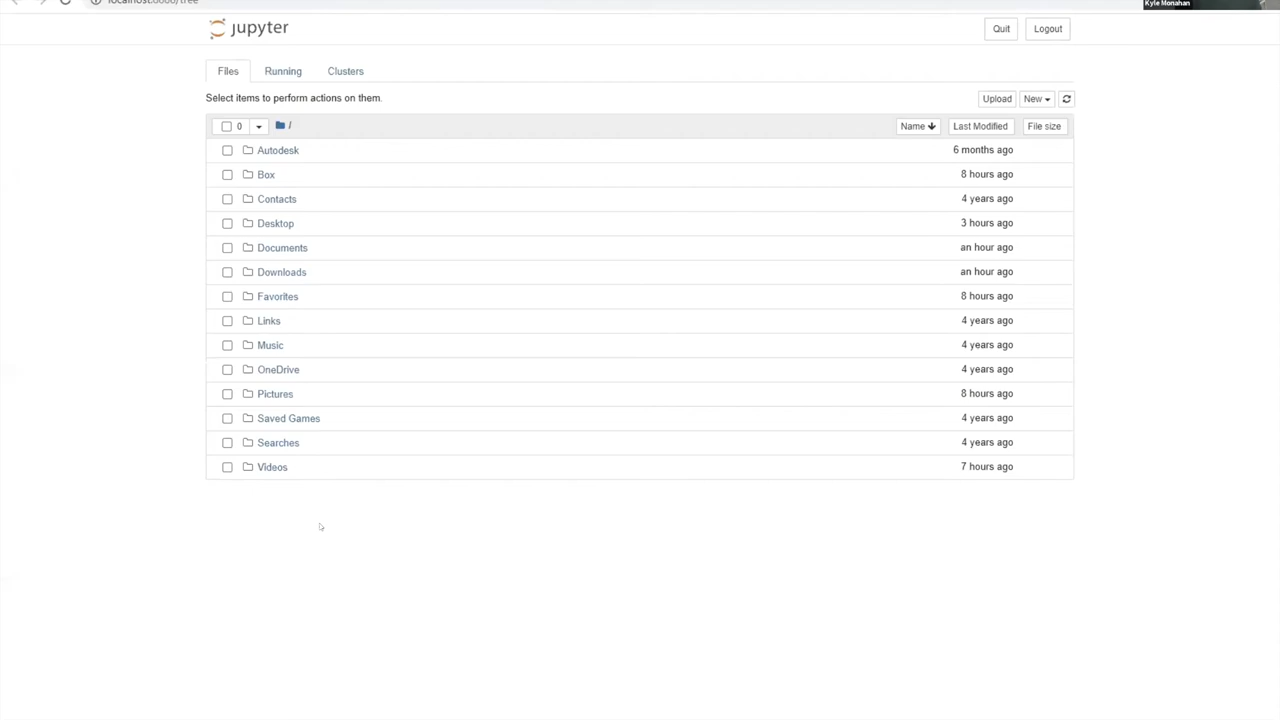 Kyle Monahan
jupyter
Quit
Logout
Files
Running
Clusters
Select items to perform actions on them.
Upload
New
0
/
Name
Last Modified
File size
Autodesk
6 months ago
Box
8 hours ago
Contacts
4 years ago
Desktop
3 hours ago
Documents
an hour ago
Downloads
an hour ago
Favorites
8 hours ago
Links
4 years ago
Music
4 years ago
OneDrive
4 years ago
Pictures
8 hours ago
Saved Games
4 years ago
Searches
4 years ago
Videos
7 hours ago